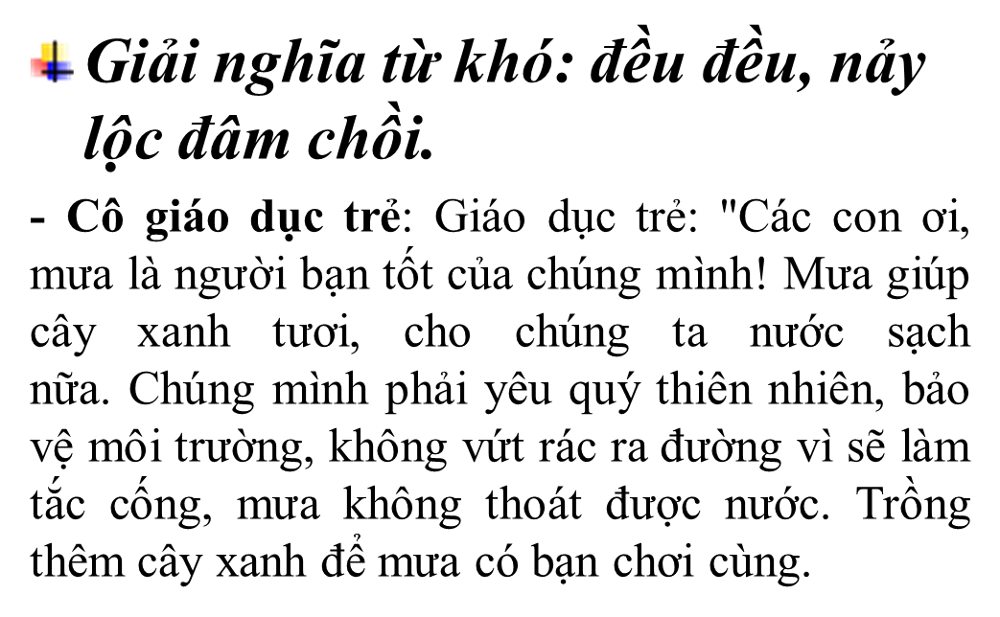 Giải nghĩa từ khó: đều đều, nảy
lộc đâm chồi.
- Cô giáo dục trẻ: Giáo dục trẻ: "Các con ơi,
mưa là người bạn tốt của chúng mình! Mưa giúp
cây xanh tươi, cho chúng ta nước sạch
nữa. Chúng mình phải yêu quý thiên nhiên, bảo
vệ môi trường, không vứt rác ra đường vì sẽ làm
tắc cống, mưa không thoát được nước. Trồng
thêm cây xanh để mưa có bạn chơi cùng.